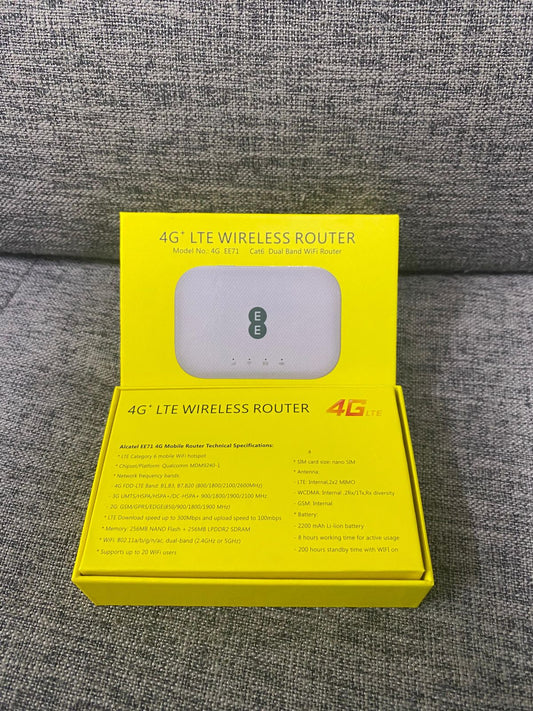 4G⁺ LTE WIRELESS ROUTER
Model No.: 4G EE71 Cat6 Dual Band WiFi Router
E
E
4G⁺ LTE WIRELESS ROUTER
4G LTE
Alcatel EE71 4G Mobile Router Technical Specifications:
* LTE Category 6 mobile WiFi hotspot
* Chipset/Platform: Qualcomm MDM9240-1
* Network frequency bands
- 4G FDD-LTE Band: B1,B3, B7,B20 (800/1800/2100/2600MHz)
- 3G UMTS/HSPA/HSPA+/DC -HSPA+ 900/1800/1900/2100 MHz
- 2G: GSM/GPRS/EDGE(850/900/1800/1900 MHz)
* LTE Download speed up to 300Mbps and upload speed to 100mbps
* Memory: 256MB NAND Flash + 256MB LPDDR2 SDRAM
* WiFi: 802.11a/b/g/n/ac, dual-band (2.4GHz or 5GHz)
* Supports up to 20 WiFi users
* SIM card size: nano SIM
* Antenna:
- LTE: Internal,2x2 MIMO
- WCDMA: Internal ,2Rx/1Tx,Rx diversity
- GSM: Internal
* Battery:
- 2200 mAh Li-Iion battery
- 8 hours working time for active usage
- 200 hours standby time with WIFI on